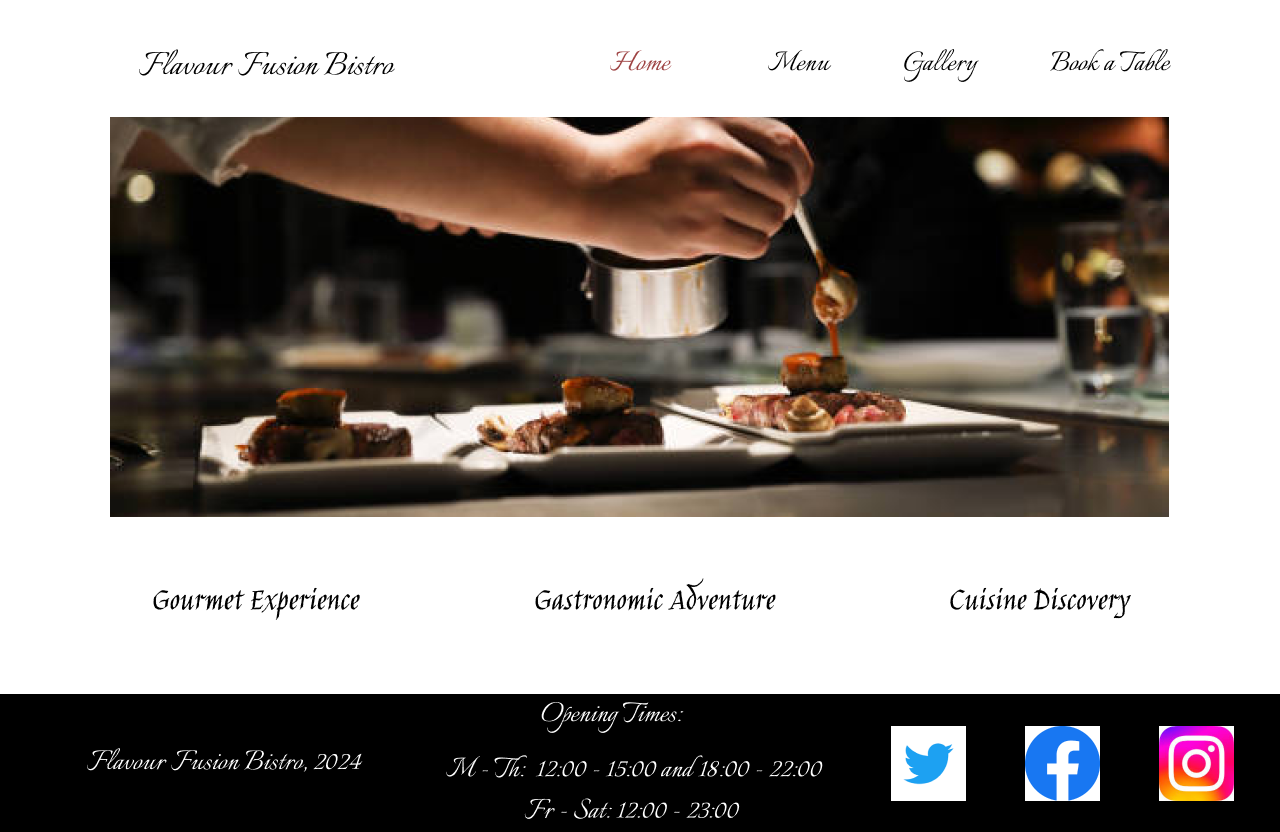 Flavour Fusion Bistro
Home
Menu
Gallery
Book a Table
Gourmet Experience
Gastronomic Adventure
Cuisine Discovery
Opening Times:
Flavour Fusion Bistro, 2024
M - Th: 12:00 - 15:00 and 18:00 - 22:00
Fr - Sat: 12:00 - 23:00